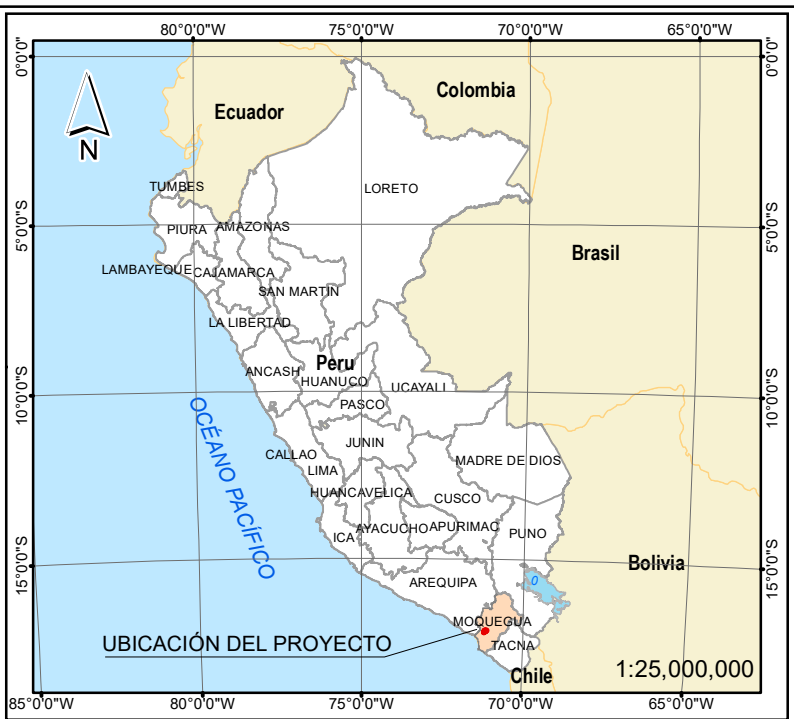 80°0'0"W 75°0'0"W 70°0'0"W 65°0'0"W
0°0'0" 0°0'0"
Colombia
Ecuador
N
TUMBES
LORETO
5°0'0"S 5°0'0"S
PIURA AMAZONAS
Brasil
LAMBAYEQUE CAJAMARCA
SAN MARTIN
LA LIBERTAD
Peru
ANCASH
HUANUCO UCAYALI
10°0'0"S 10°0'0"S
PASCO
OCÉANO PACÍFICO
JUNIN
CALLAO
MADRE DE DIOS
LIMA
HUANCAVELICA
CUSCO
AYACUCHO APURIMAC
ICA
PUNO
15°0'0"S 15°0'0"S
Bolivia
AREQUIPA
0
MOQUEGUA
UBICACIÓN DEL PROYECTO
TACNA
Chile
1:25,000,000
85°0'0"W 80°0'0"W 75°0'0"W 70°0'0"W 65°0'0"W